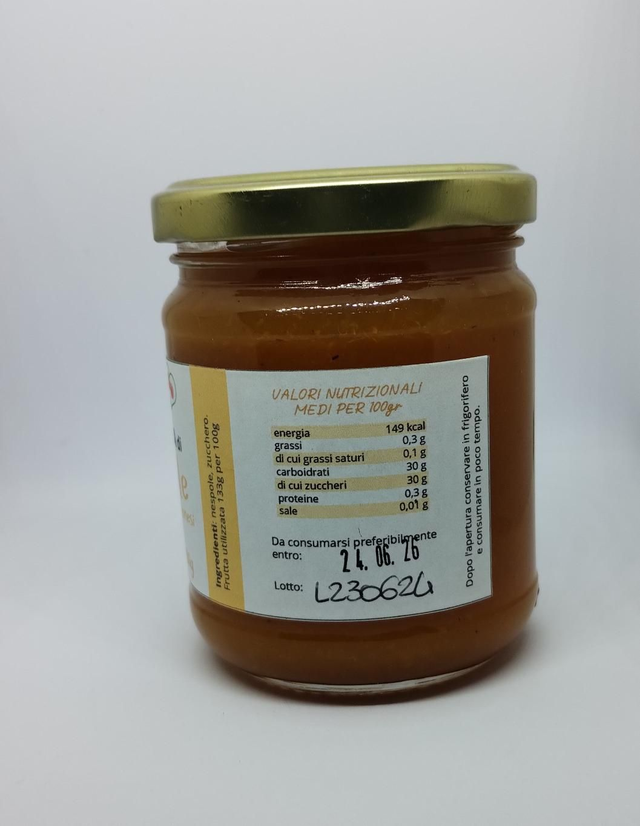 di
e
Ingredienti: nespole, zucchero.
Frutta utilizzata 133g per 100g
VALORI NUTRIZIONALI
MEDI PER 100gr
energia 149 kcal
grassi 0,3 g
di cui grassi saturi 0,1 g
carboidrati 30 g
di cui zuccheri 30 g
proteine 0,3 g
sale 0,01 g
Da consumarsi preferibilmente
entro: 24.06.26
Lotto: L230624
Dopo l'apertura conservare in frigorifero
e consumare in poco tempo.